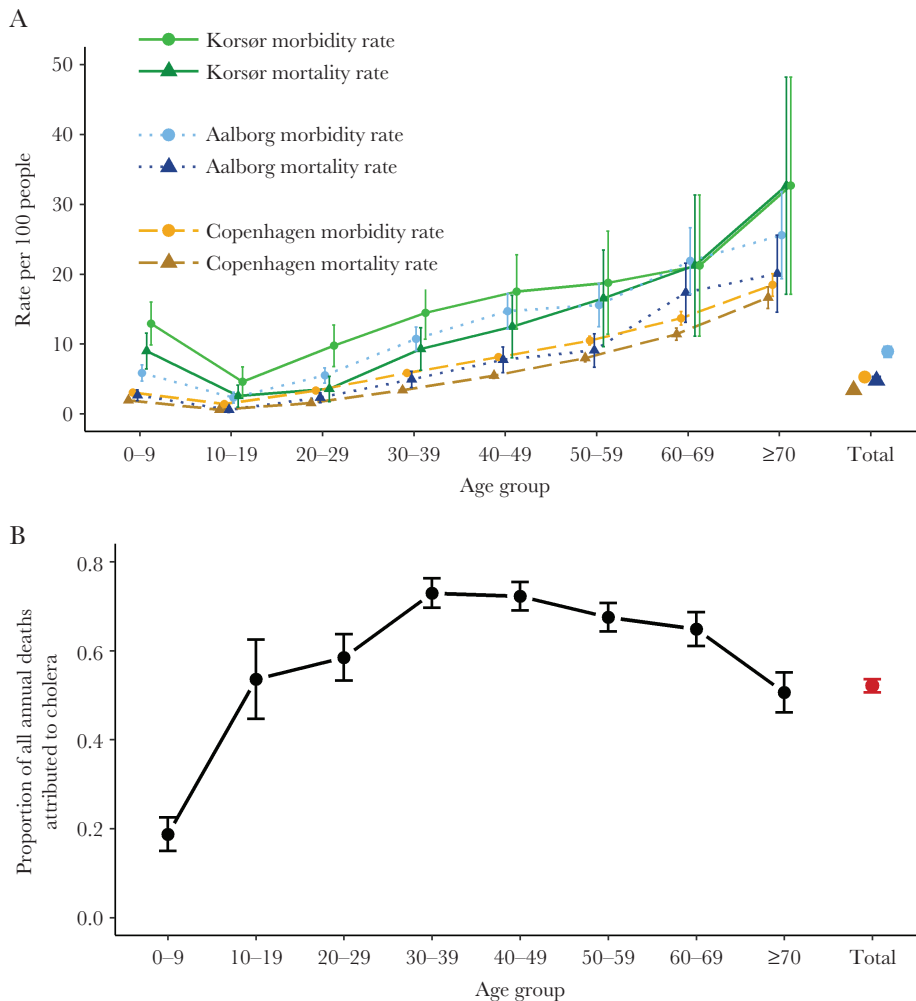 A
Rate per 100 people
50
40
30
20
10
0
Korsør morbidity rate
Korsør mortality rate
Aalborg morbidity rate
Aalborg mortality rate
Copenhagen morbidity rate
Copenhagen mortality rate
0–9 10–19 20–29 30–39 40–49 50–59 60–69 ≥70 Total
Age group
B
Proportion of all annual deaths
attributed to cholera
0.8
0.6
0.4
0.2
0.0
0–9 10–19 20–29 30–39 40–49 50–59 60–69 ≥70 Total
Age group